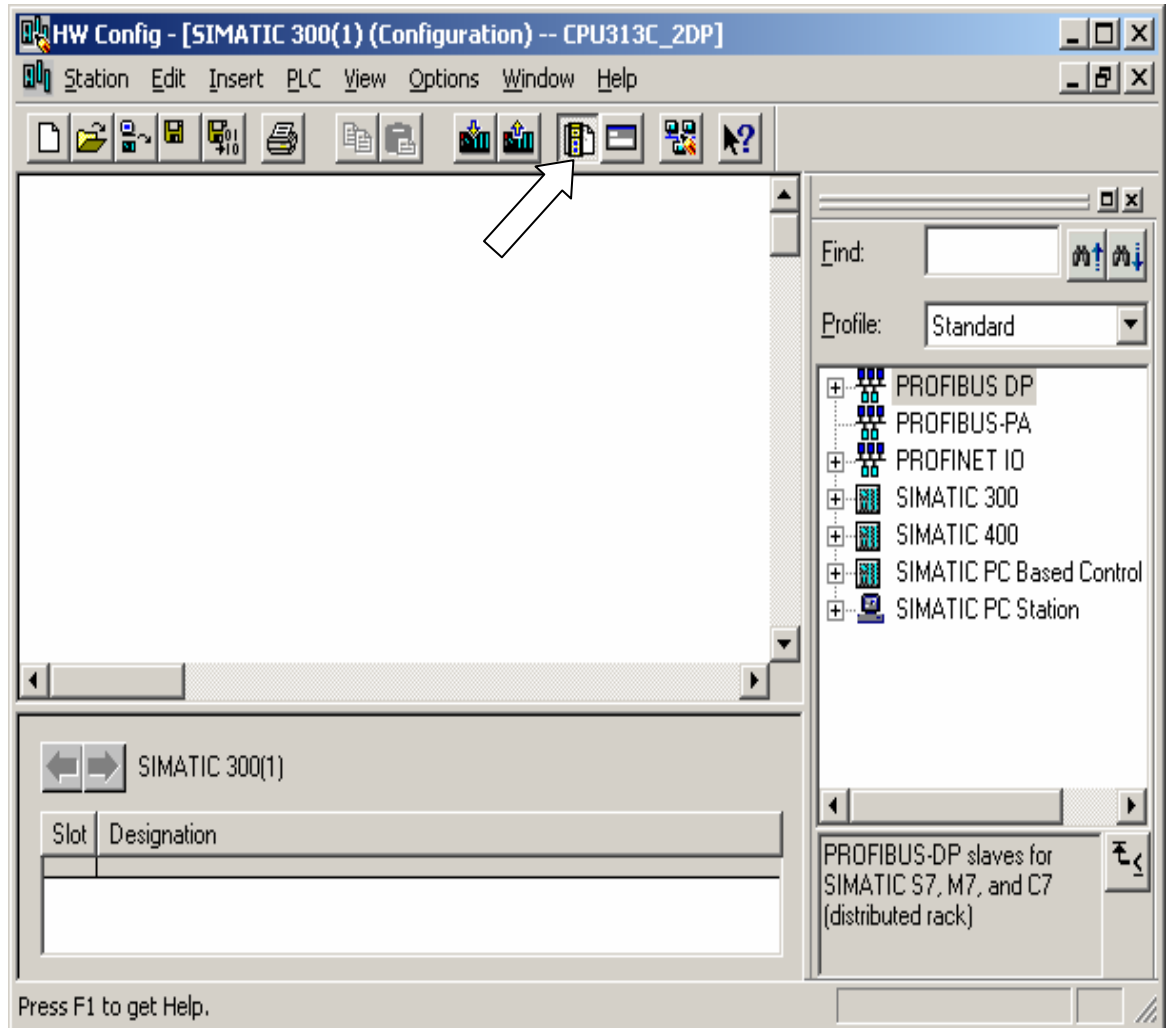 HW Config - [SIMATIC 300(1) (Configuration) -- CPU313C_2DP]
Station Edit Insert PLC View Options Window Help
Find:
Profile: Standard
PROFIBUS DP
PROFIBUS-PA
PROFINET IO
SIMATIC 300
SIMATIC 400
SIMATIC PC Based Control
SIMATIC PC Station
SIMATIC 300(1)
Slot Designation
PROFIBUS-DP slaves for
SIMATIC S7, M7, and C7
(distributed rack)
Press F1 to get Help.